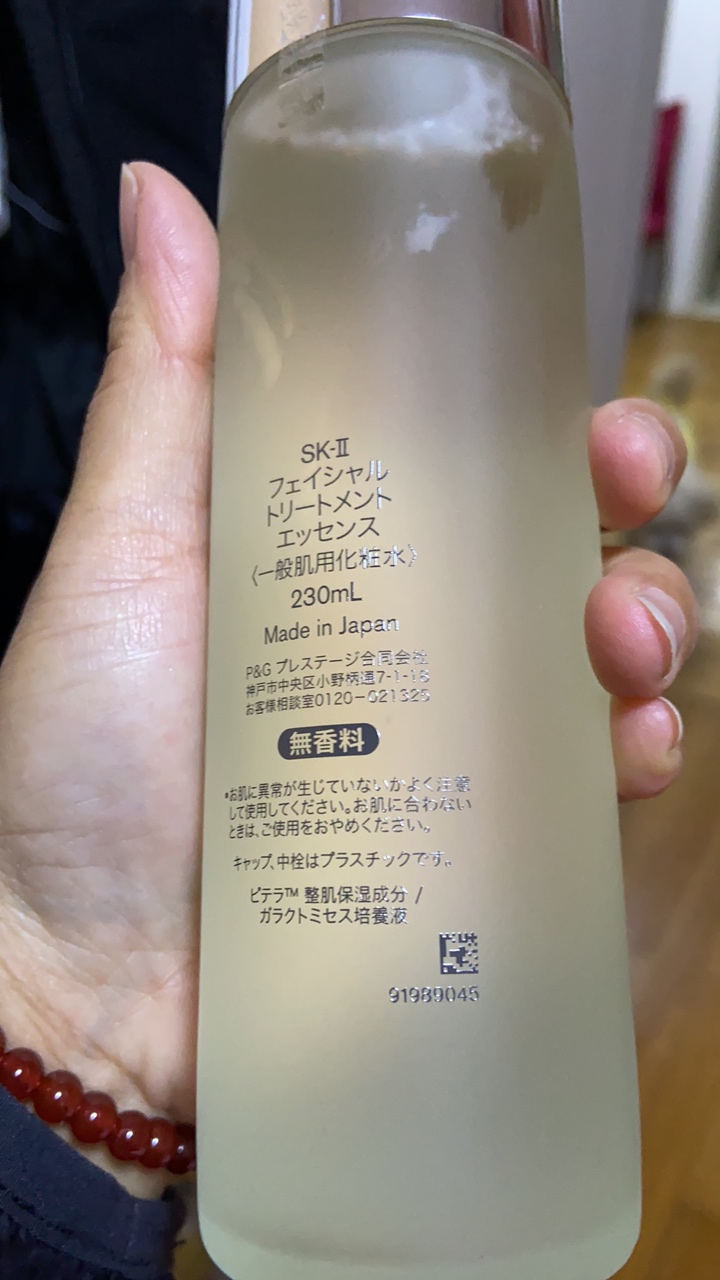 SK-Ⅱ
フェイシャル
トリートメント
エッセンス
〈一般肌用化粧水〉
230mL
Made in Japan
P&G プレステージ合同会社
神戸市中央区小野柄通7-1-18
お客様相談室0120-021325
無香料
•お肌に異常が生じていないかよく注意
して使用してください。お肌に合わない
ときは、ご使用をおやめください。
キャップ、中栓はプラスチックです。
ピテラ™ 整肌保湿成分 /
ガラクトミセス培養液
91989045